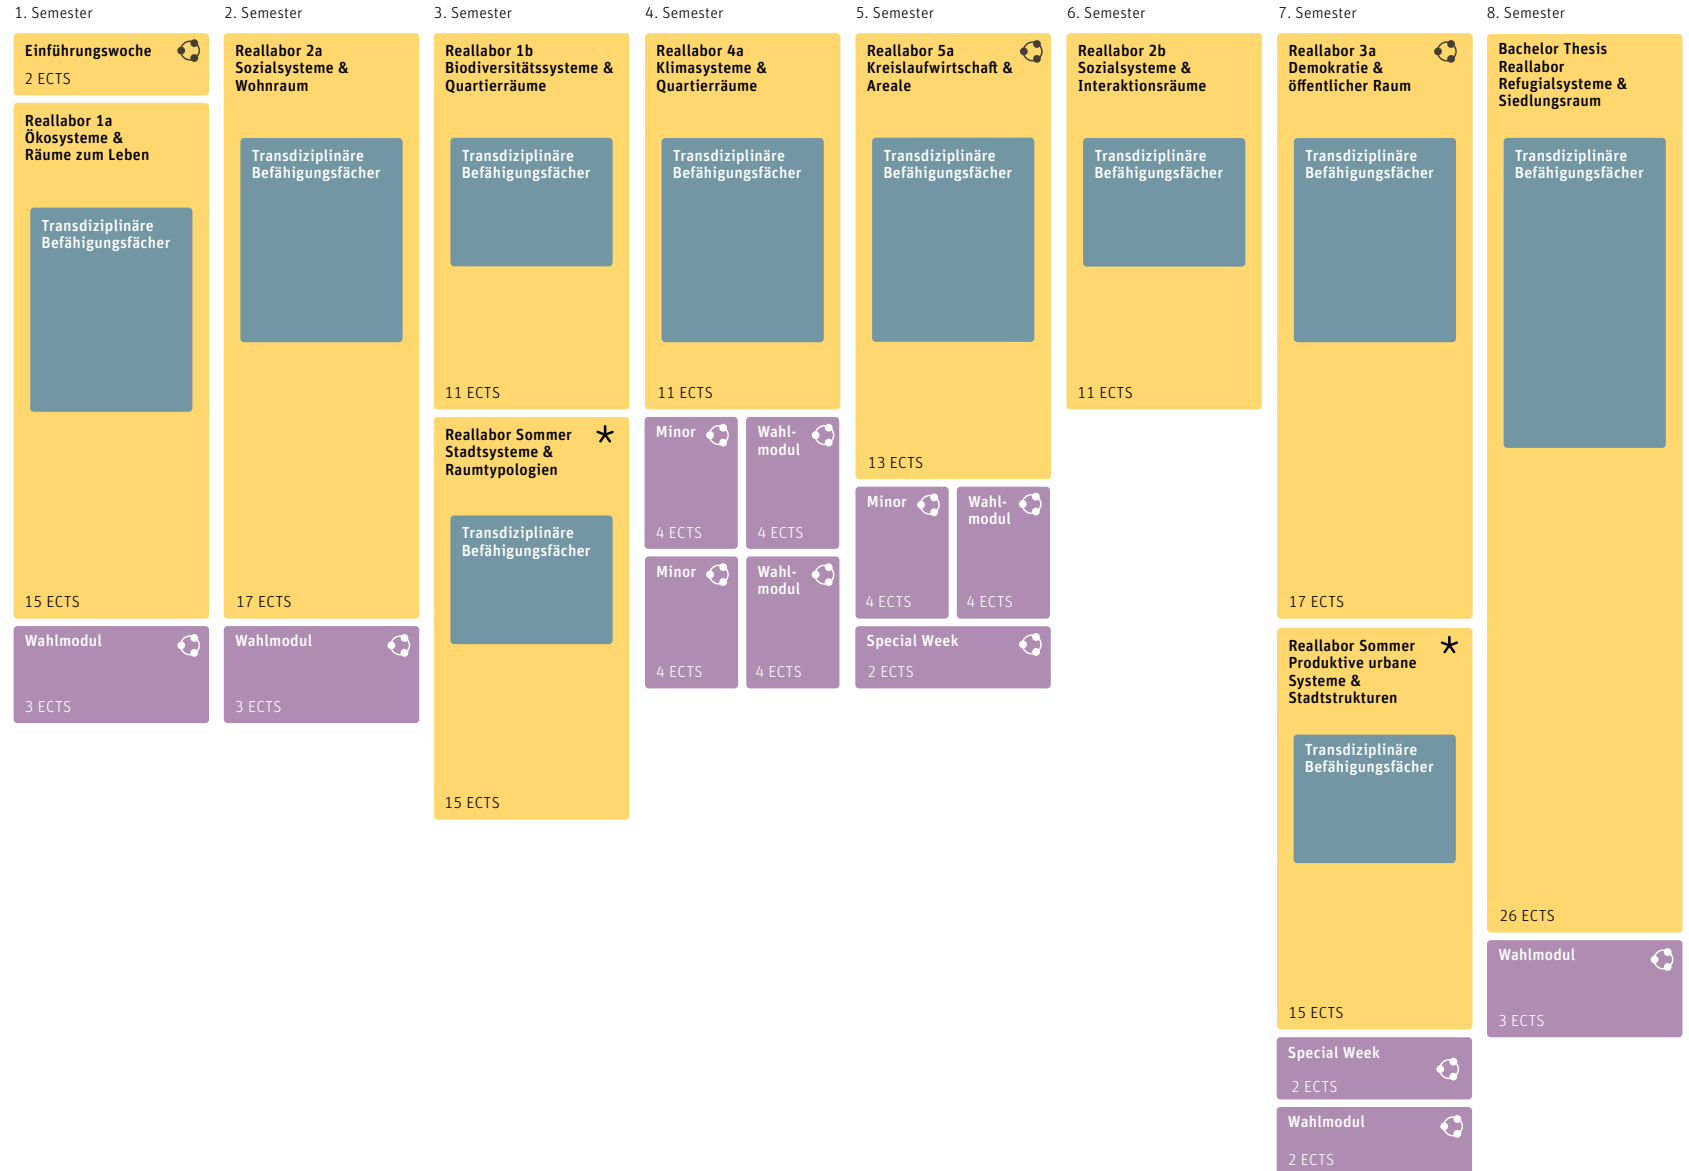 1. Semester
Einführungswoche
2 ECTS
Reallabor 1a
Ökosysteme &
Räume zum Leben
Transdiziplinäre
Befähigungsfächer
15 ECTS
Wahlmodul
3 ECTS
2. Semester
Reallabor 2a
Sozialsysteme &
Wohnraum
Transdiziplinäre
Befähigungsfächer
17 ECTS
Wahlmodul
3 ECTS
3. Semester
Reallabor 1b
Biodiversitätssysteme &
Quartierräume
Transdiziplinäre
Befähigungsfächer
11 ECTS
Reallabor Sommer
Stadtsysteme &
Raumtypologien
Transdiziplinäre
Befähigungsfächer
15 ECTS
4. Semester
Reallabor 4a
Klimasysteme &
Quartierräume
Transdiziplinäre
Befähigungsfächer
11 ECTS
Minor
4 ECTS
Wahl-
modul
4 ECTS
Minor
4 ECTS
Wahl-
modul
4 ECTS
5. Semester
Reallabor 5a
Kreislaufwirtschaft &
Areale
Transdiziplinäre
Befähigungsfächer
13 ECTS
Minor
4 ECTS
Wahl-
modul
4 ECTS
Special Week
2 ECTS
6. Semester
Reallabor 2b
Sozialsysteme &
Interaktionsräume
Transdiziplinäre
Befähigungsfächer
11 ECTS
7. Semester
Reallabor 3a
Demokratie &
öffentlicher Raum
Transdiziplinäre
Befähigungsfächer
17 ECTS
Reallabor Sommer
Produktive urbane
Systeme &
Stadtstrukturen
Transdiziplinäre
Befähigungsfächer
15 ECTS
Special Week
2 ECTS
Wahlmodul
2 ECTS
8. Semester
Bachelor Thesis
Reallabor
Refugialsysteme &
Siedlungsraum
Transdiziplinäre
Befähigungsfächer
26 ECTS
Wahlmodul
3 ECTS